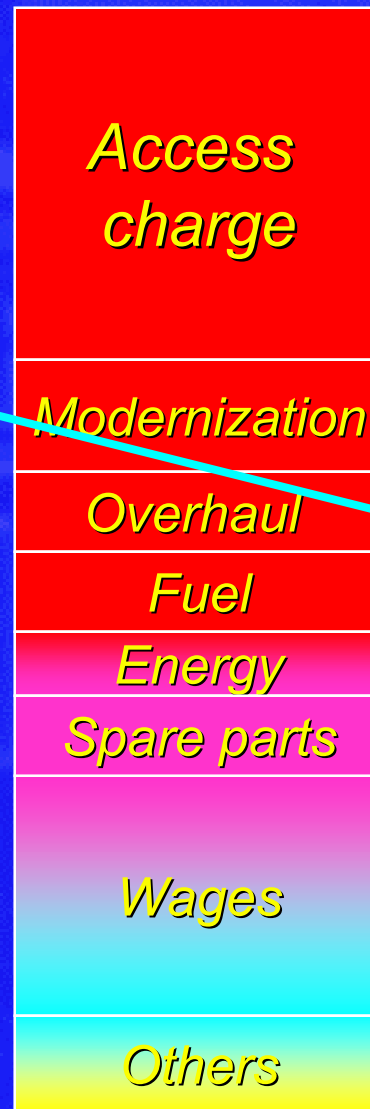 Access
charge
Modernization
Overhaul
Fuel
Energy
Spare parts
Wages
Others